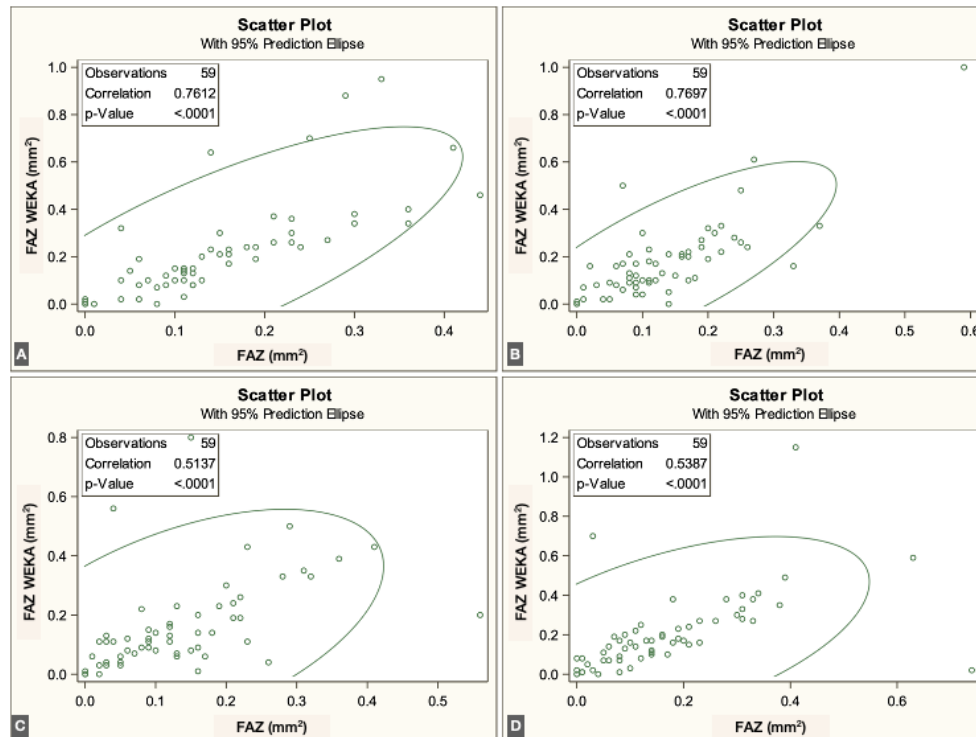 Scatter Plot
With 95% Prediction Ellipse
Observations 59
Correlation 0.7612
p-Value <.0001
FAZ WEKA (mm²)
1.0
0.8
0.6
0.4
0.2
0.0
0.0 0.1 0.2 0.3 0.4
FAZ (mm²)
A
Scatter Plot
With 95% Prediction Ellipse
Observations 59
Correlation 0.7697
p-Value <.0001
FAZ WEKA (mm²)
1.0
0.8
0.6
0.4
0.2
0.0
0.0 0.1 0.2 0.3 0.4 0.5 0.6
FAZ (mm²)
B
Scatter Plot
With 95% Prediction Ellipse
Observations 59
Correlation 0.5137
p-Value <.0001
FAZ WEKA (mm²)
0.8
0.6
0.4
0.2
0.0
0.0 0.1 0.2 0.3 0.4 0.5
FAZ (mm²)
C
Scatter Plot
With 95% Prediction Ellipse
Observations 59
Correlation 0.5387
p-Value <.0001
FAZ WEKA (mm²)
1.2
1.0
0.8
0.6
0.4
0.2
0.0
0.0 0.2 0.4 0.6
FAZ (mm²)
D